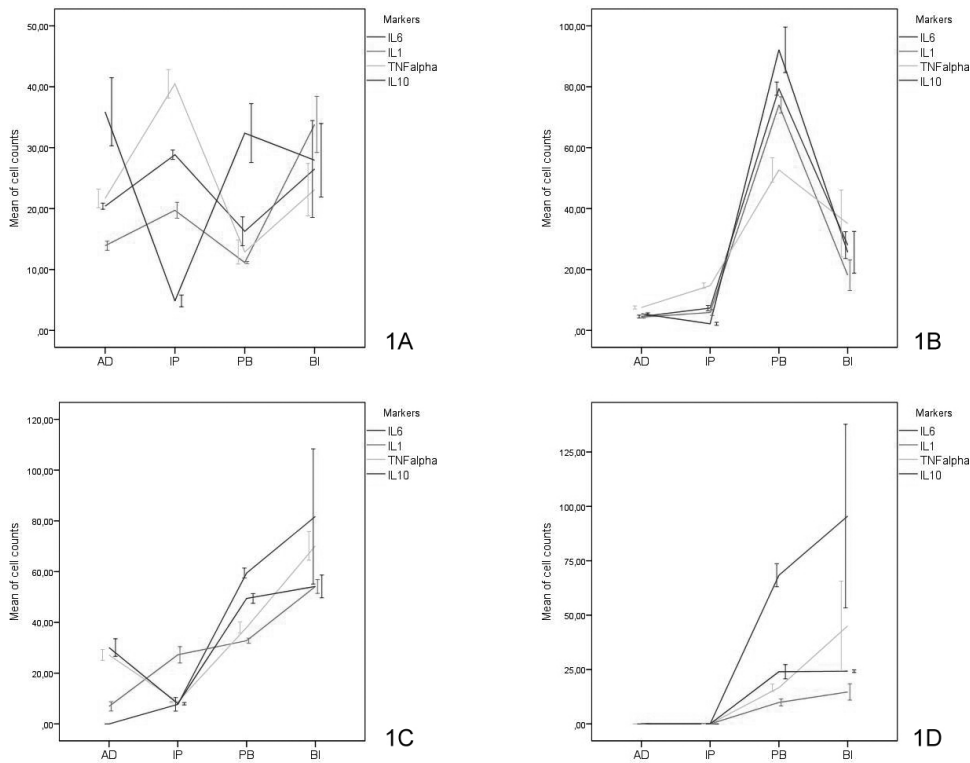 Markers
IL6
IL1
TNFalpha
IL10
50,00
40,00
30,00
20,00
10,00
,00
Mean of cell counts
AD IP PB BI
1A
Markers
IL6
IL1
TNFalpha
IL10
100,00
80,00
60,00
40,00
20,00
,00
Mean of cell counts
AD IP PB BI
1B
Markers
IL6
IL1
TNFalpha
IL10
120,00
100,00
80,00
60,00
40,00
20,00
,00
Mean of cell counts
AD IP PB BI
1C
Markers
IL6
IL1
TNFalpha
IL10
125,00
100,00
75,00
50,00
25,00
,00
Mean of cell counts
AD IP PB BI
1D